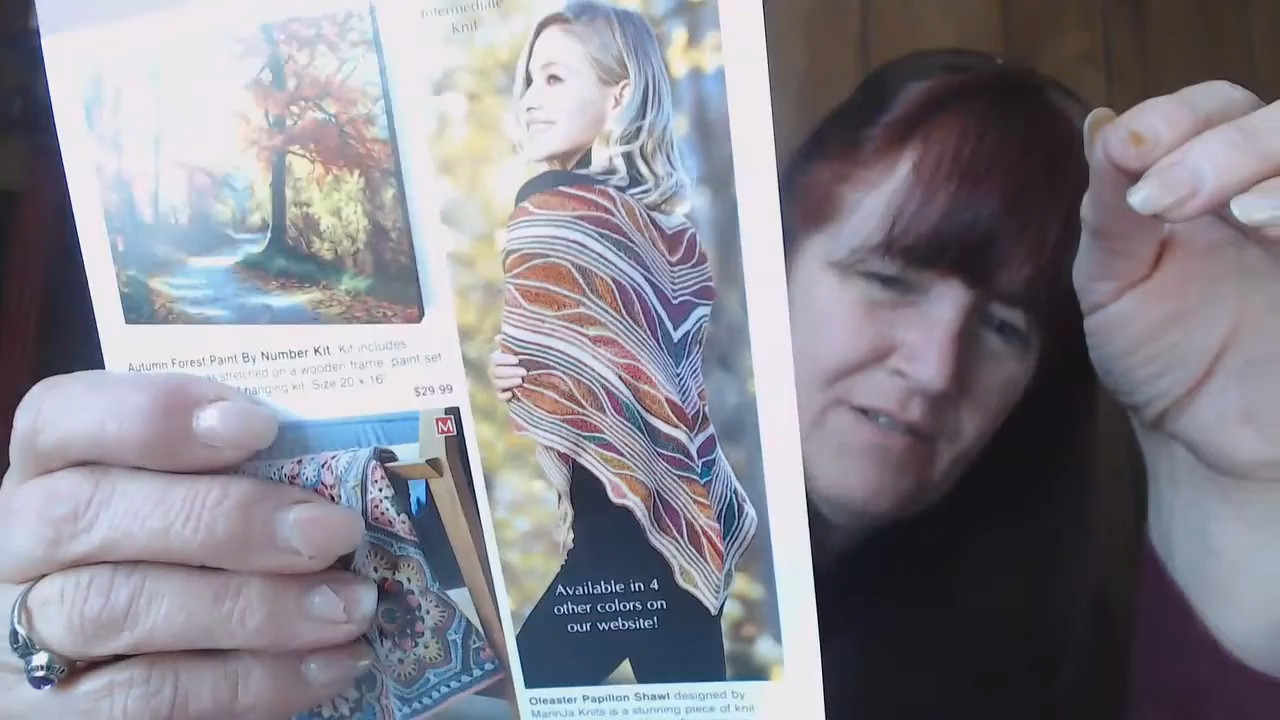 Intermediate
Knit
Autumn Forest Paint By Number Kit. Kit includes
stretched on a wooden frame, paint set
hanging kit. Size 20 x 16"
$29.99
M
Available in 4
other colors on
our website!
Oleaster Papillon Shawl designed by
MarinJa Knits is a stunning piece of knit